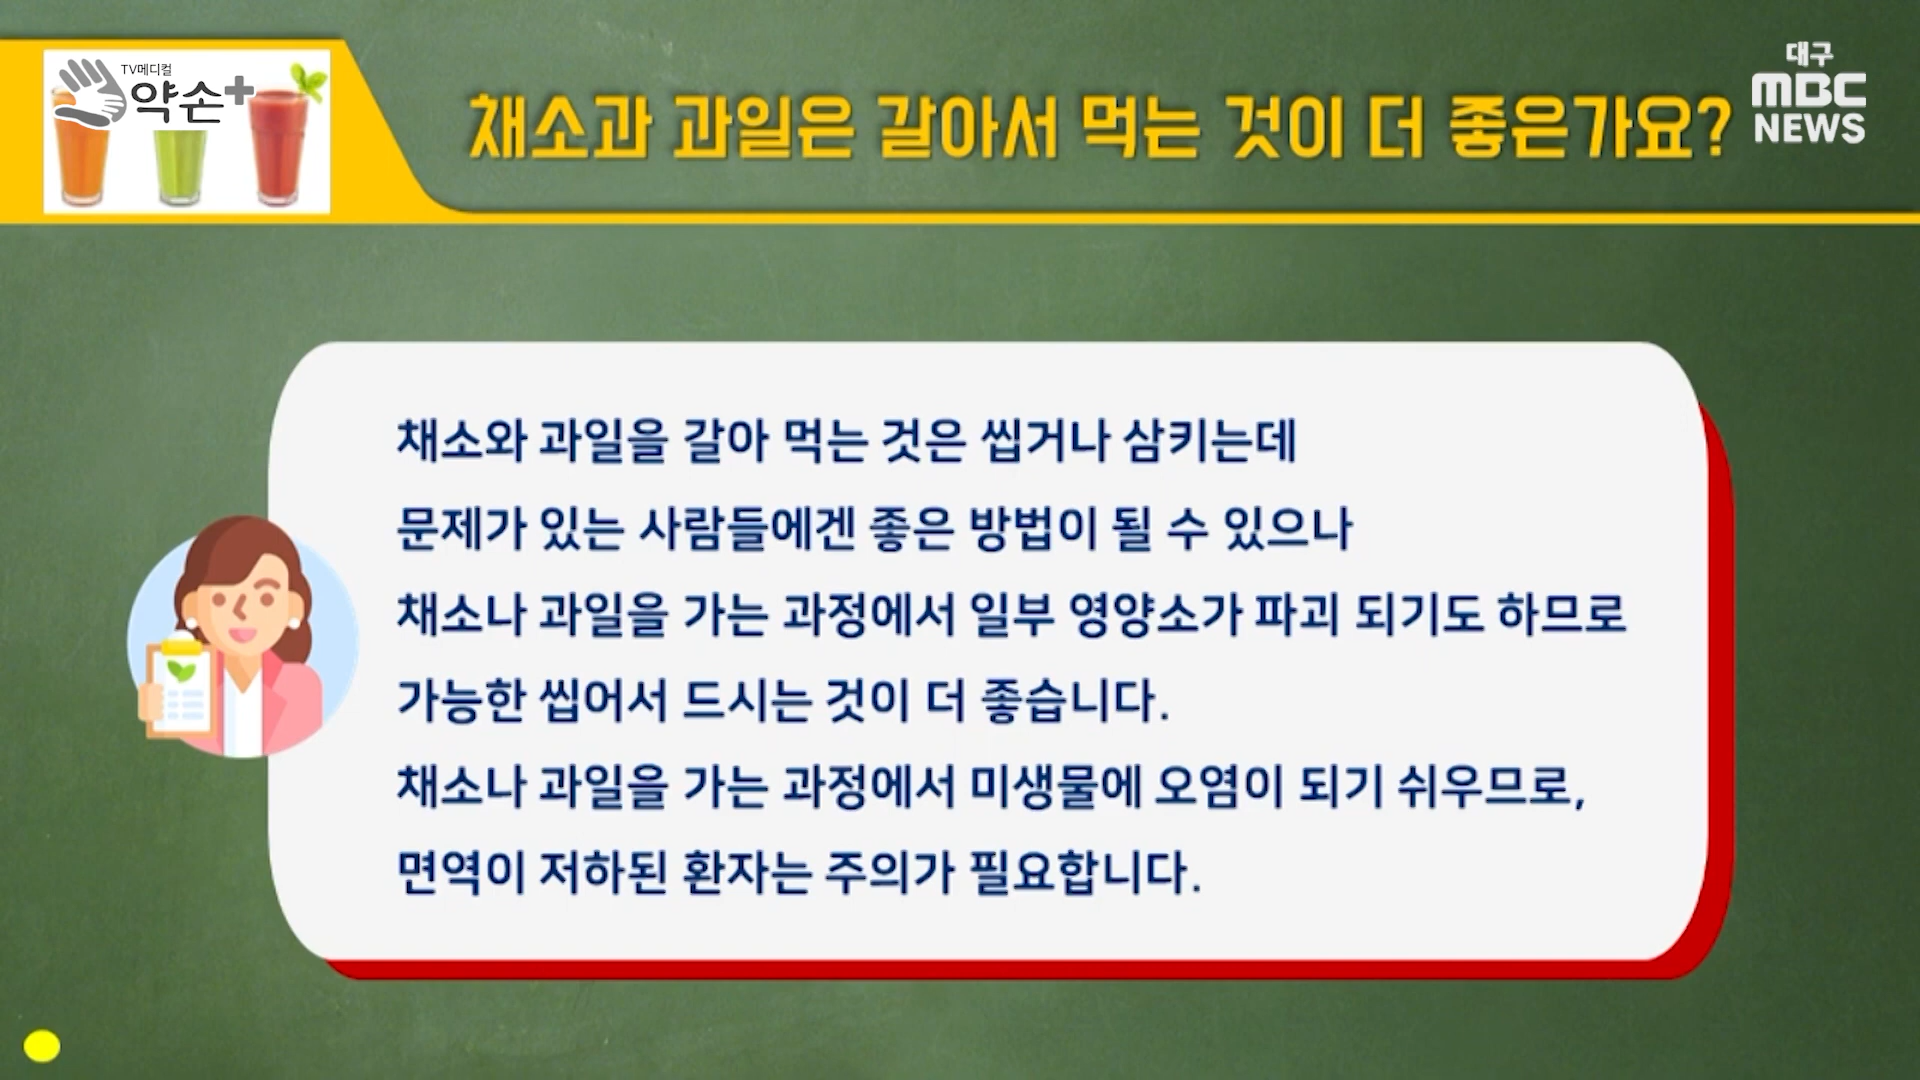 TV메디컬
약손+
채소과 과일은 갈아서 먹는 것이 더 좋은가요?
대구
MBC
NEWS
채소와 과일을 갈아 먹는 것은 씹거나 삼키는데
문제가 있는 사람들에겐 좋은 방법이 될 수 있으나
채소나 과일을 가는 과정에서 일부 영양소가 파괴 되기도 하므로
가능한 씹어서 드시는 것이 더 좋습니다.
채소나 과일을 가는 과정에서 미생물에 오염이 되기 쉬우므로,
면역이 저하된 환자는 주의가 필요합니다.